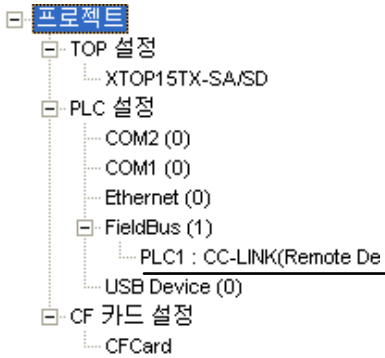 프로젝트
TOP 설정
XTOP15TX-SA/SD
PLC 설정
COM2 (0)
COM1 (0)
Ethernet (0)
FieldBus (1)
PLC1 : CC-LINK(Remote De
USB Device (0)
CF 카드 설정
CFCard